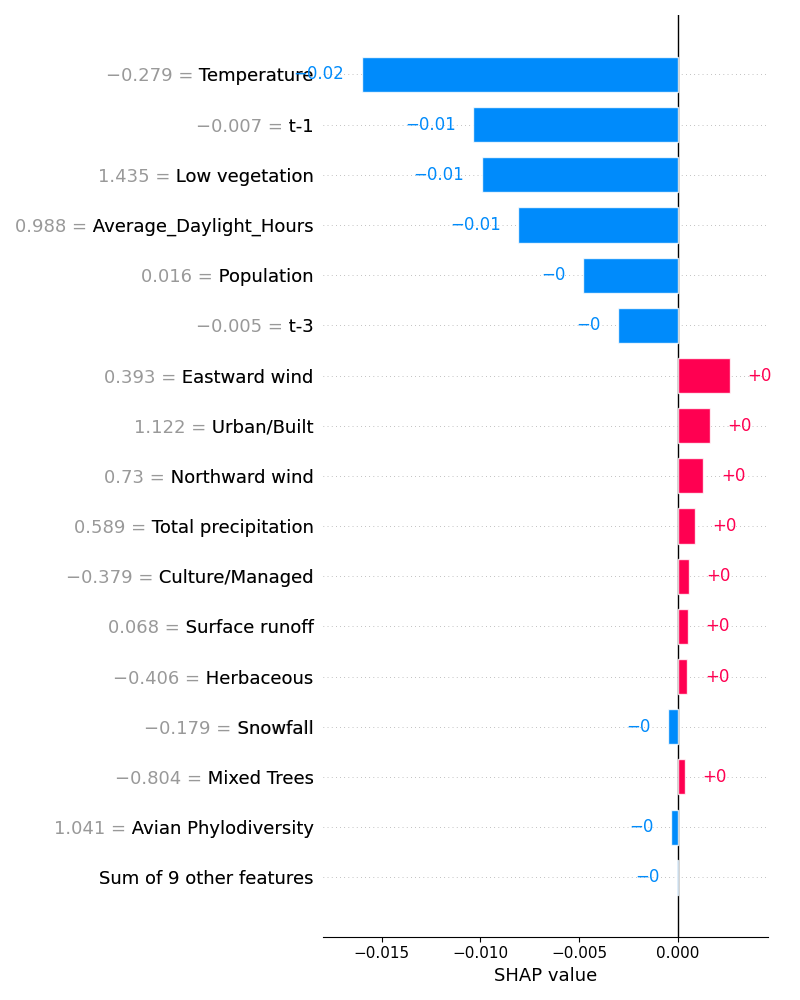 −0.279 = Temperature −0.02
−0.007 = t-1 −0.01
1.435 = Low vegetation −0.01
0.988 = Average_Daylight_Hours −0.01
0.016 = Population −0
−0.005 = t-3 −0
0.393 = Eastward wind +0
1.122 = Urban/Built +0
0.73 = Northward wind +0
0.589 = Total precipitation +0
−0.379 = Culture/Managed +0
0.068 = Surface runoff +0
−0.406 = Herbaceous +0
−0.179 = Snowfall −0
−0.804 = Mixed Trees +0
1.041 = Avian Phylodiversity −0
Sum of 9 other features −0
−0.015 −0.010 −0.005 0.000
SHAP value